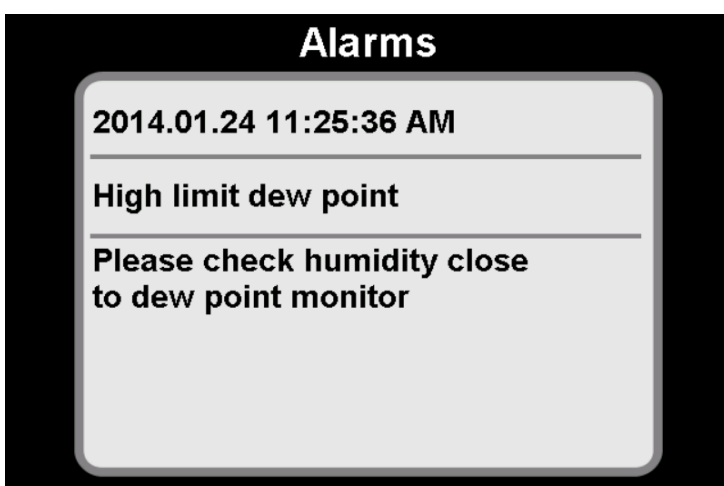 Alarms
2014.01.24 11:25:36 AM
High limit dew point
Please check humidity close
to dew point monitor